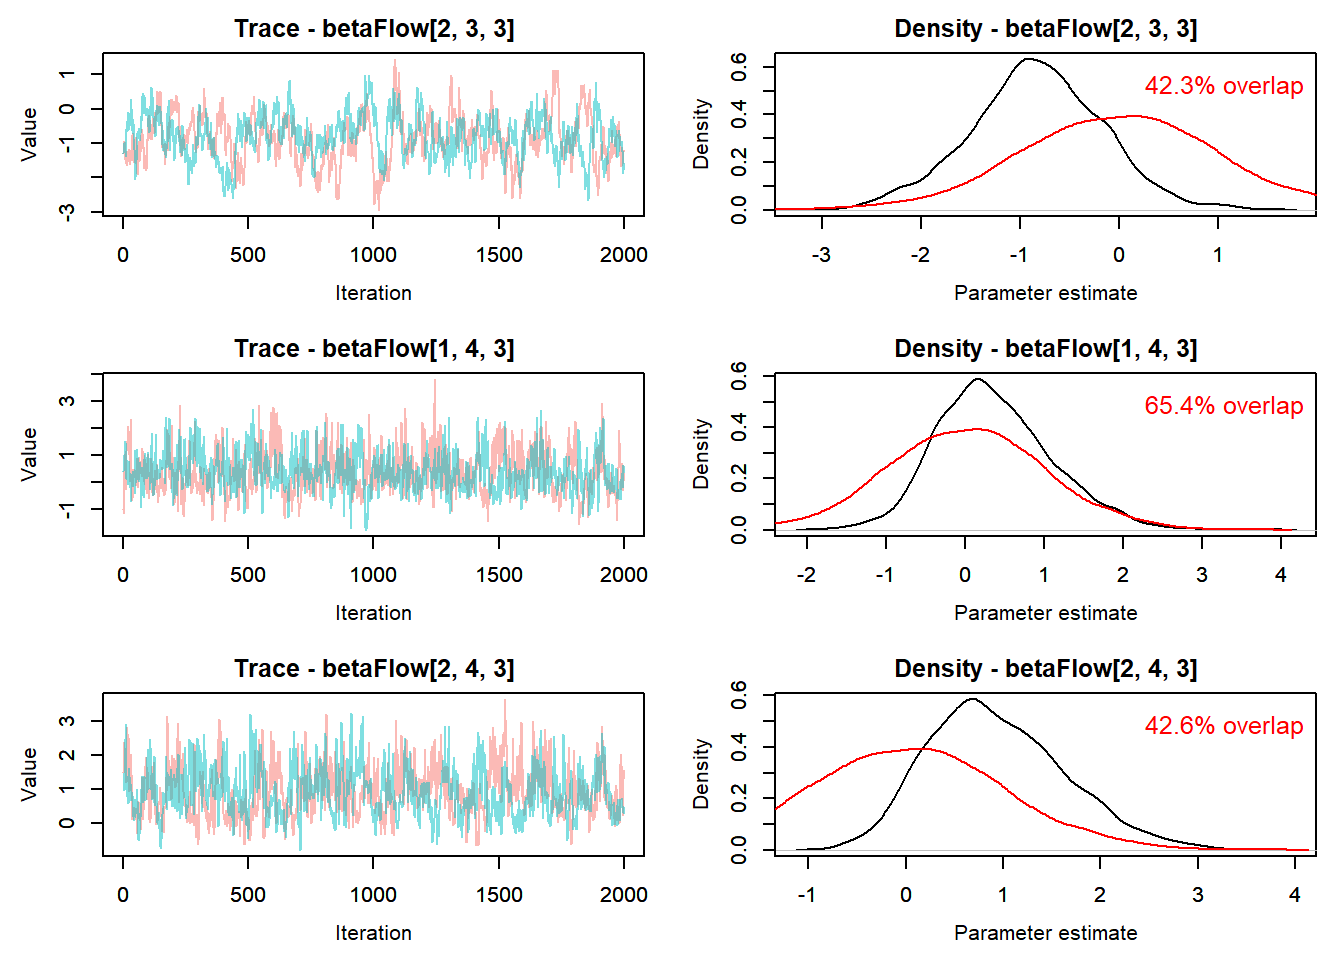 Trace - betaFlow[2, 3, 3]
Value
1
0
-1
-3
0
500
1000
1500
2000
Iteration
Density - betaFlow[2, 3, 3]
42.3% overlap
Density
0.6
0.4
0.2
0.0
-3
-2
-1
0
1
Parameter estimate
Trace - betaFlow[1, 4, 3]
Value
3
1
-1
0
500
1000
1500
2000
Iteration
Density - betaFlow[1, 4, 3]
65.4% overlap
Density
0.6
0.4
0.2
0.0
-2
-1
0
1
2
3
4
Parameter estimate
Trace - betaFlow[2, 4, 3]
Value
3
2
1
0
0
500
1000
1500
2000
Iteration
Density - betaFlow[2, 4, 3]
42.6% overlap
Density
0.6
0.4
0.2
0.0
-1
0
1
2
3
4
Parameter estimate